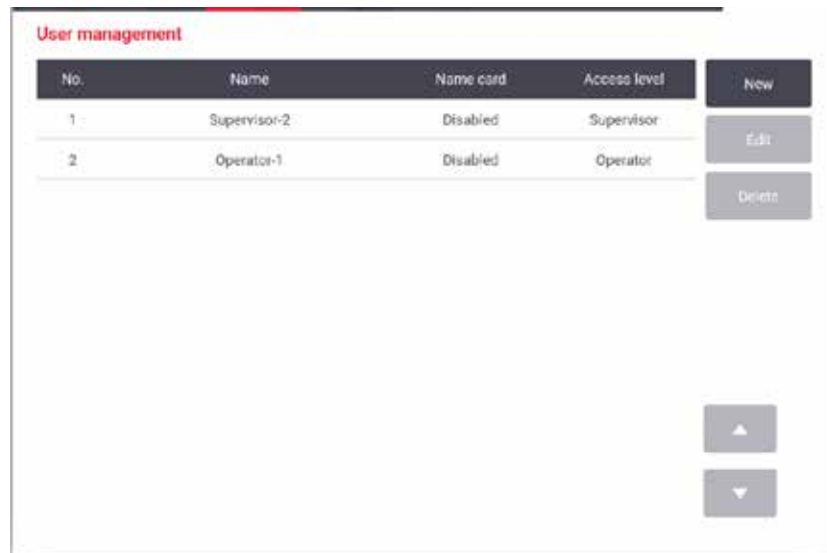 User management
No. Name Name card Access level New
1 Supervisor-2 Disabled Supervisor
Edit
2 Operator-1 Disabled Operator
Delete